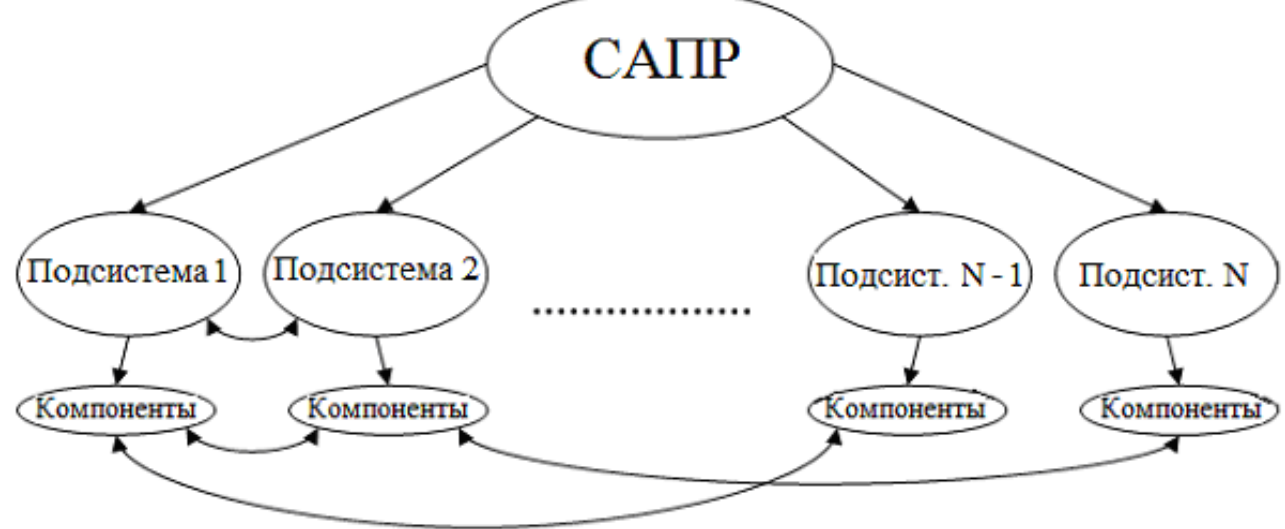 САПР
Подсистема 1
Подсистема 2
Подсист. N - 1
Подсист. N
Компоненты
Компоненты
Компоненты
Компоненты